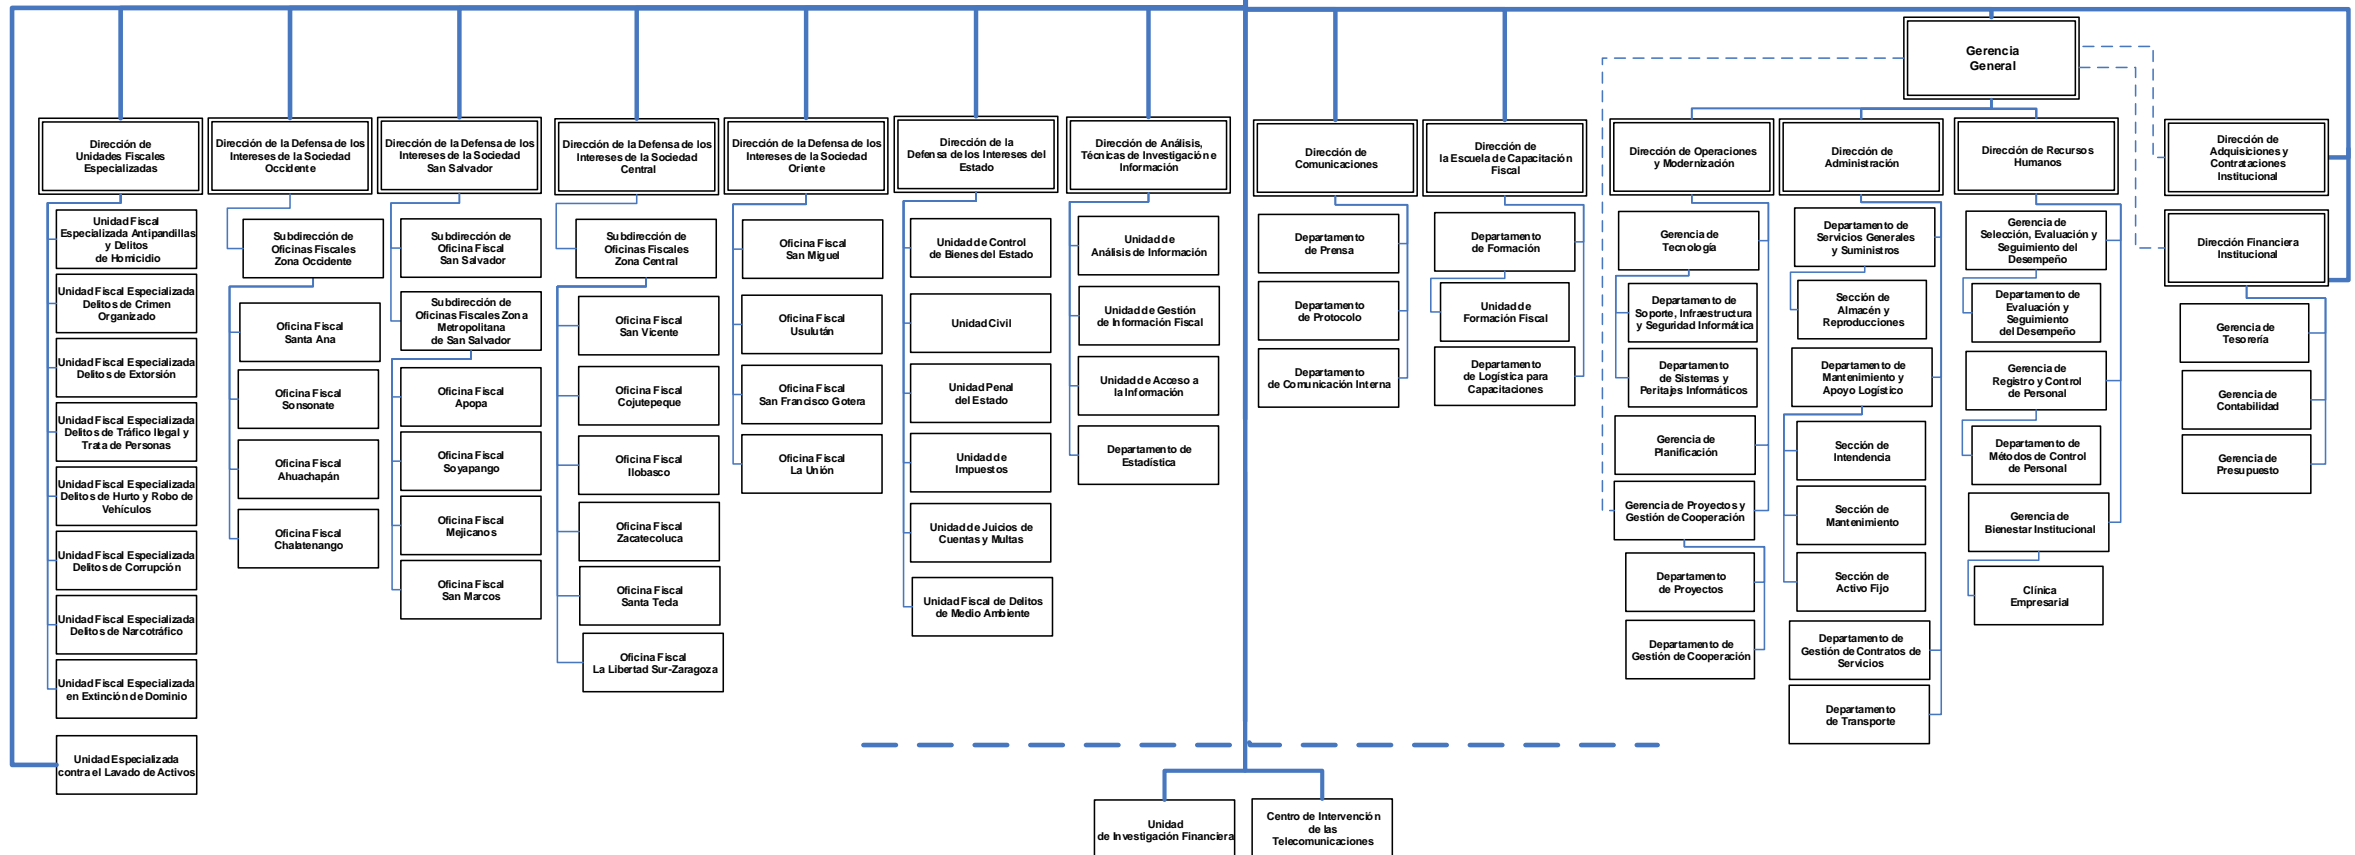 Gerencia
General
Dirección de
Unidades Fiscales
Especializadas
Unidad Fiscal
Especializada Antipandillas
y Delitos
de Homicidio
Unidad Fiscal Especializada
Delitos de Crimen
Organizado
Unidad Fiscal Especializada
Delitos de Extorsión
Unidad Fiscal Especializada
Delitos de Tráfico Ilegal y
Trata de Personas
Unidad Fiscal Especializada
Delitos de Hurto y Robo de
Vehículos
Unidad Fiscal Especializada
Delitos de Corrupción
Unidad Fiscal Especializada
Delitos de Narcotráfico
Unidad Fiscal Especializada
en Extinción de Dominio
Unidad Especializada
contra el Lavado de Activos
Dirección de la Defensa de los
Intereses de la Sociedad
Occidente
Subdirección de
Oficinas Fiscales
Zona Occidente
Oficina Fiscal
Santa Ana
Oficina Fiscal
Sonsonate
Oficina Fiscal
Ahuachapán
Oficina Fiscal
Chalatenango
Dirección de la Defensa de los
Intereses de la Sociedad
San Salvador
Subdirección de
Oficina Fiscal
San Salvador
Subdirección de
Oficinas Fiscales Zona
Metropolitana
de San Salvador
Oficina Fiscal
Apopa
Oficina Fiscal
Soyapango
Oficina Fiscal
Mejicanos
Oficina Fiscal
San Marcos
Dirección de la Defensa de los
Intereses de la Sociedad
Central
Subdirección de
Oficinas Fiscales
Zona Central
Oficina Fiscal
San Vicente
Oficina Fiscal
Cojutepeque
Oficina Fiscal
Ilobasco
Oficina Fiscal
Zacatecoluca
Oficina Fiscal
Santa Tecla
Oficina Fiscal
La Libertad Sur-Zaragoza
Dirección de la Defensa de los
Intereses de la Sociedad
Oriente
Oficina Fiscal
San Miguel
Oficina Fiscal
Usulután
Oficina Fiscal
San Francisco Gotera
Oficina Fiscal
La Unión
Dirección de la
Defensa de los Intereses del
Estado
Unidad de Control
de Bienes del Estado
Unidad Civil
Unidad Penal
del Estado
Unidad de
Impuestos
Unidad de Juicios de
Cuentas y Multas
Unidad Fiscal de Delitos
de Medio Ambiente
Dirección de Análisis,
Técnicas de Investigación e
Información
Unidad de
Análisis de Información
Unidad de Gestión
de Información Fiscal
Unidad de Acceso a
la Información
Departamento de
Estadística
Dirección de
Comunicaciones
Departamento
de Prensa
Departamento
de Protocolo
Departamento
de Comunicación Interna
Dirección de
la Escuela de Capacitación
Fiscal
Departamento
de Formación
Unidad de
Formación Fiscal
Departamento
de Logística para
Capacitaciones
Dirección de Operaciones
y Modernización
Gerencia de
Tecnología
Departamento de
Soporte, Infraestructura
y Seguridad Informática
Departamento
de Sistemas y
Peritajes Informáticos
Gerencia de
Planificación
Gerencia de Proyectos y
Gestión de Cooperación
Departamento
de Proyectos
Departamento de
Gestión de Cooperación
Dirección de
Administración
Departamento de
Servicios Generales
y Suministros
Sección de
Almacén y
Reproducciones
Departamento de
Mantenimiento y
Apoyo Logístico
Sección de
Intendencia
Sección de
Mantenimiento
Sección de
Activo Fijo
Departamento de
Gestión de Contratos de
Servicios
Departamento
de Transporte
Dirección de Recursos
Humanos
Gerencia de
Selección, Evaluación y
Seguimiento del
Desempeño
Departamento de
Evaluación y
Seguimiento
del Desempeño
Gerencia de
Registro y Control
de Personal
Departamento de
Métodos de Control
de Personal
Gerencia de
Bienestar Institucional
Clínica
Empresarial
Dirección de
Adquisiciones y
Contrataciones
Institucional
Dirección Financiera
Institucional
Gerencia de
Tesorería
Gerencia de
Contabilidad
Gerencia de
Presupuesto
Unidad
de Investigación Financiera
Centro de Intervención
de las
Telecomunicaciones